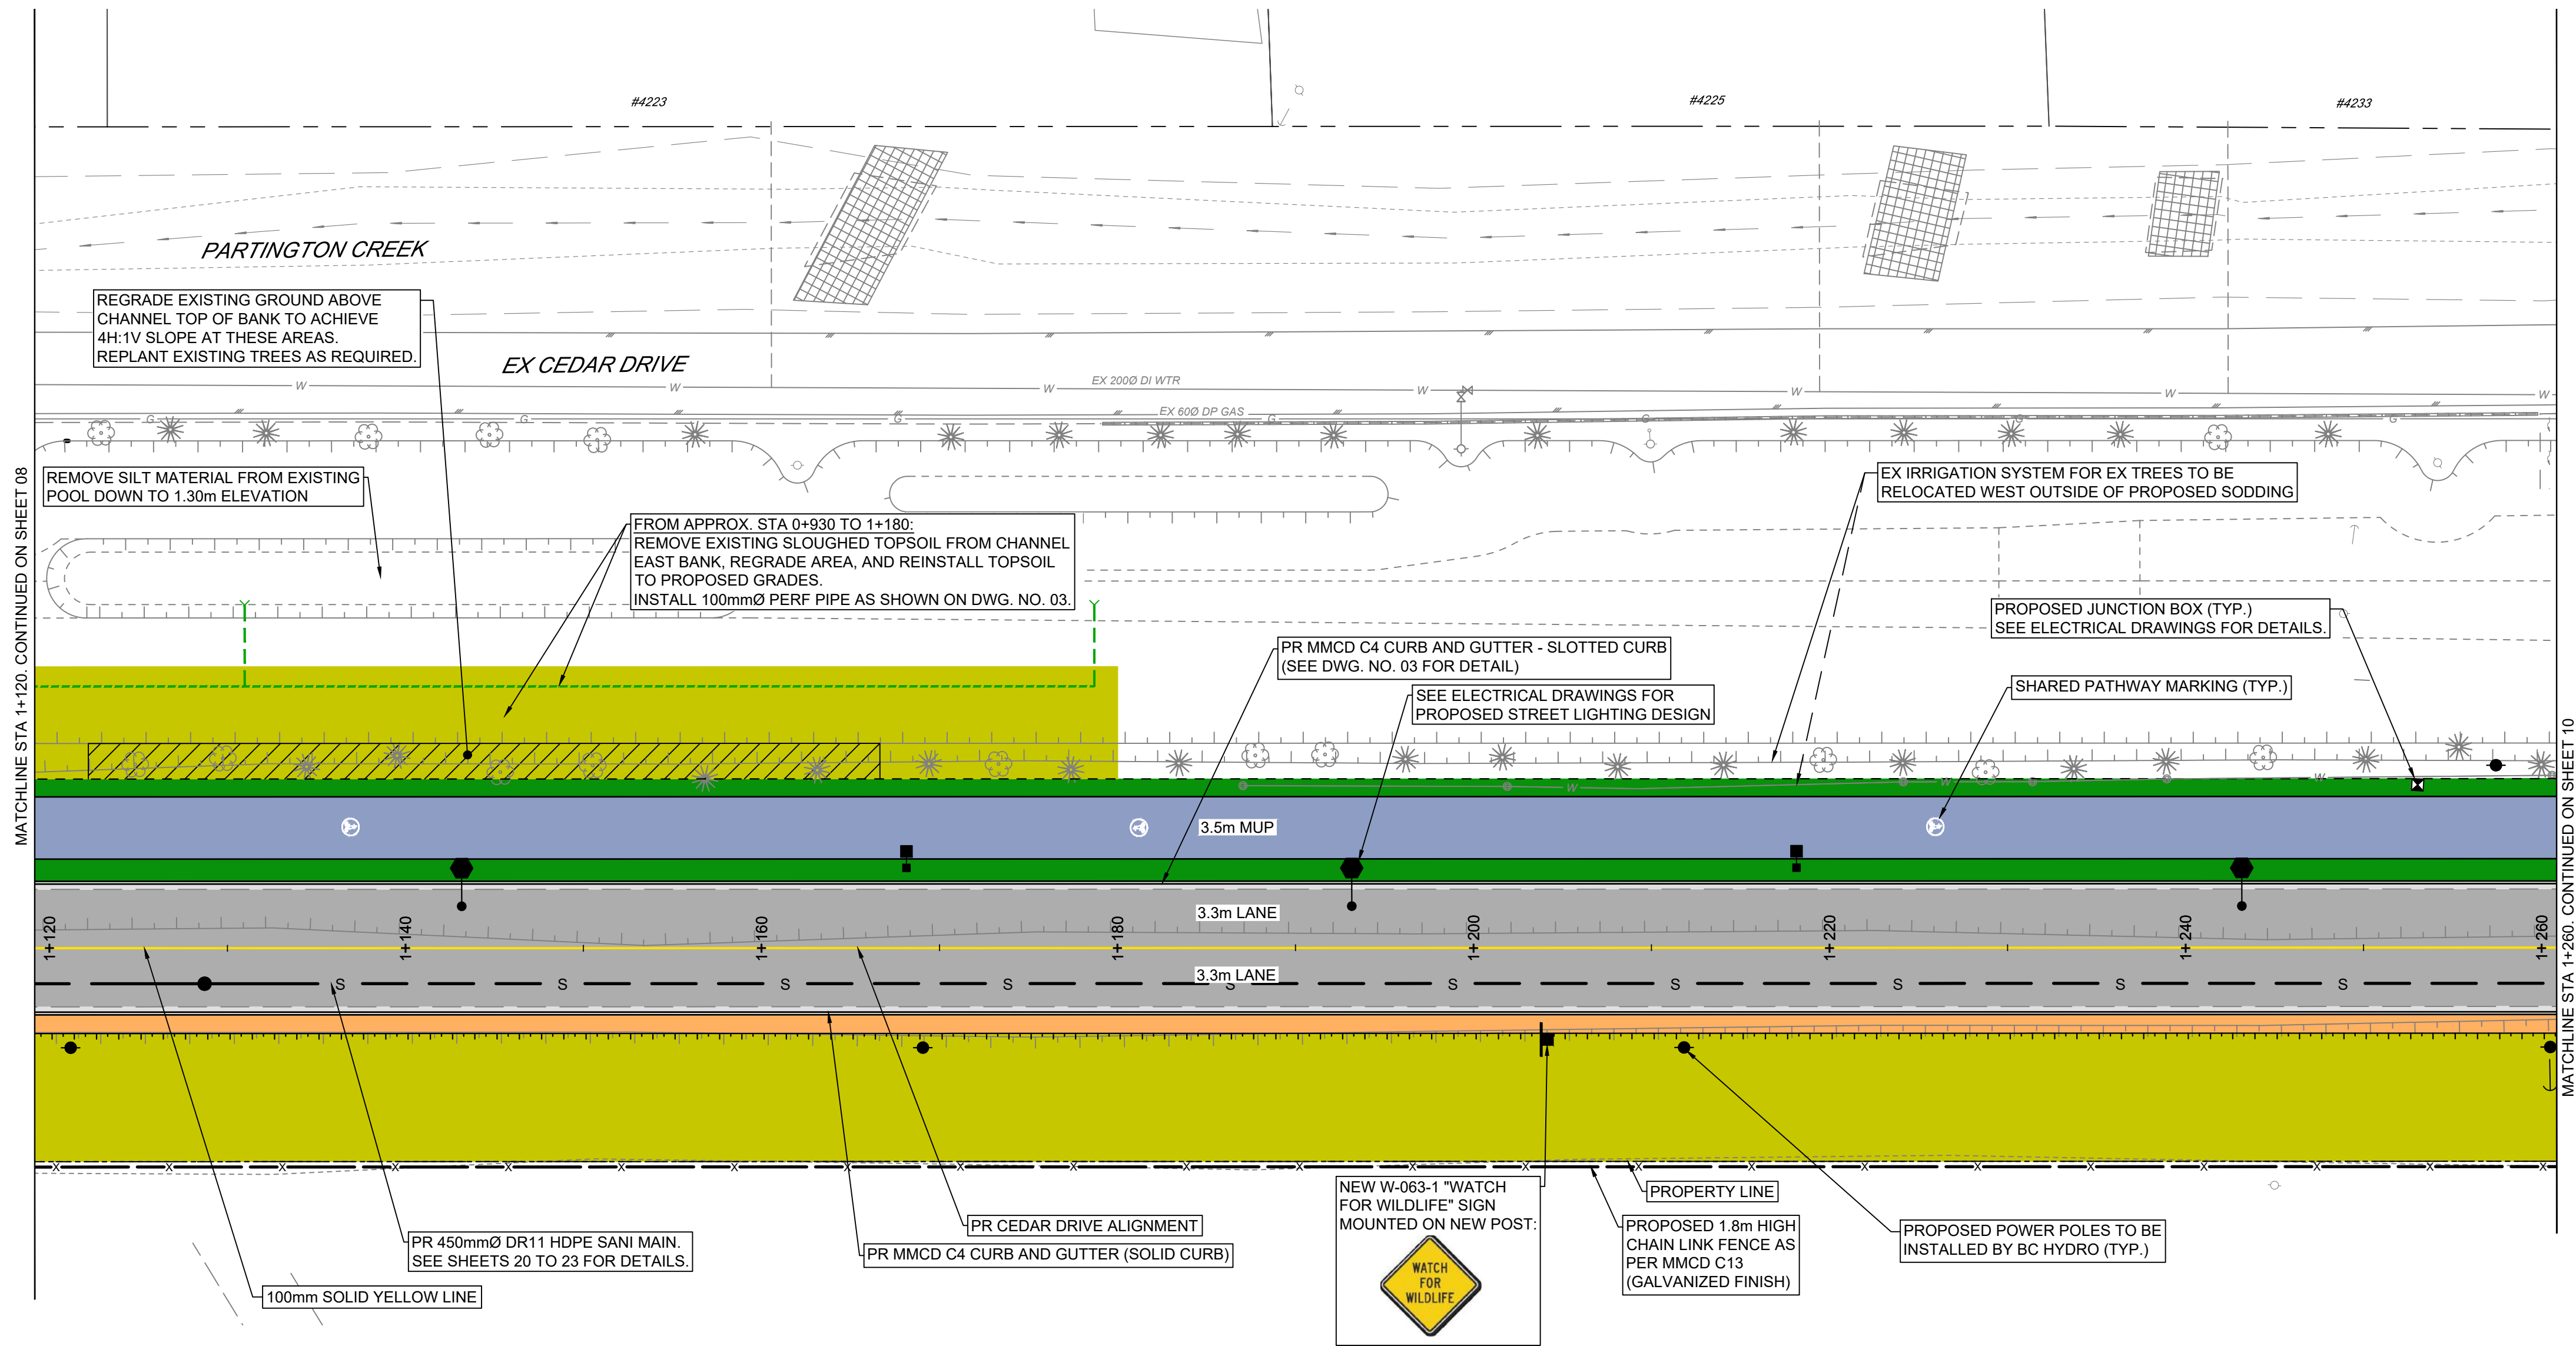 #4223
#4225
#4233
PARTINGTON CREEK
REGRADE EXISTING GROUND ABOVE
CHANNEL TOP OF BANK TO ACHIEVE
4H:1V SLOPE AT THESE AREAS.
REPLANT EXISTING TREES AS REQUIRED.
EX CEDAR DRIVE
W W W W W W W
EX 200Ø DI WTR
EX 60Ø DP GAS
G G G G G G G
MATCHLINE STA 1+120. CONTINUED ON SHEET 08
REMOVE SILT MATERIAL FROM EXISTING
POOL DOWN TO 1.30m ELEVATION
FROM APPROX. STA 0+930 TO 1+180:
REMOVE EXISTING SLOUGHED TOPSOIL FROM CHANNEL
EAST BANK, REGRADE AREA, AND REINSTALL TOPSOIL
TO PROPOSED GRADES.
INSTALL 100mmØ PERF PIPE AS SHOWN ON DWG. NO. 03.
EX IRRIGATION SYSTEM FOR EX TREES TO BE
RELOCATED WEST OUTSIDE OF PROPOSED SODDING
PROPOSED JUNCTION BOX (TYP.)
SEE ELECTRICAL DRAWINGS FOR DETAILS.
PR MMCD C4 CURB AND GUTTER - SLOTTED CURB
(SEE DWG. NO. 03 FOR DETAIL)
SEE ELECTRICAL DRAWINGS FOR
PROPOSED STREET LIGHTING DESIGN
SHARED PATHWAY MARKING (TYP.)
MATCHLINE STA 1+260. CONTINUED ON SHEET 10
W W W
3.5m MUP
3.3m LANE
1+120
1+140
1+160
1+180
1+200
1+220
1+240
1+260
3.3m LANE
S S S S S S S S S S
X X X X X X X X X X X X X X X X X X X X X X X
NEW W-063-1 "WATCH
FOR WILDLIFE" SIGN
MOUNTED ON NEW POST:
WATCH
FOR
WILDLIFE
PROPERTY LINE
PROPOSED 1.8m HIGH
CHAIN LINK FENCE AS
PER MMCD C13
(GALVANIZED FINISH)
PROPOSED POWER POLES TO BE
INSTALLED BY BC HYDRO (TYP.)
PR CEDAR DRIVE ALIGNMENT
PR MMCD C4 CURB AND GUTTER (SOLID CURB)
PR 450mmØ DR11 HDPE SANI MAIN.
SEE SHEETS 20 TO 23 FOR DETAILS.
100mm SOLID YELLOW LINE